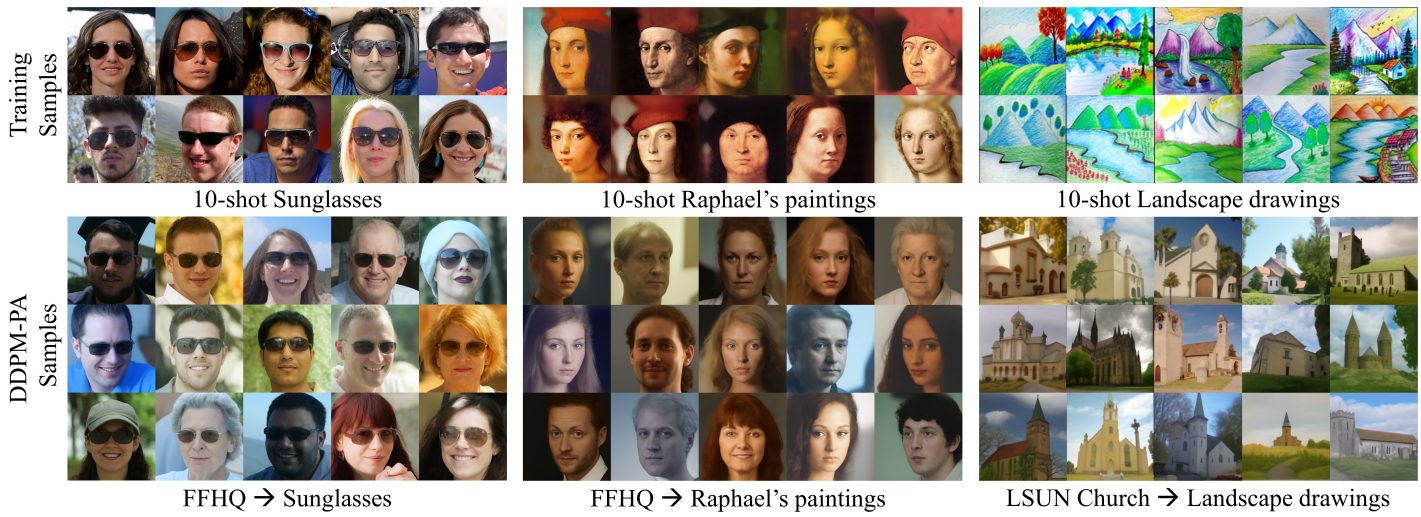 Training
Samples
10-shot Sunglasses
10-shot Raphael's paintings
10-shot Landscape drawings
DDPM-PA
Samples
FFHQ → Sunglasses
FFHQ → Raphael's paintings
LSUN Church → Landscape drawings